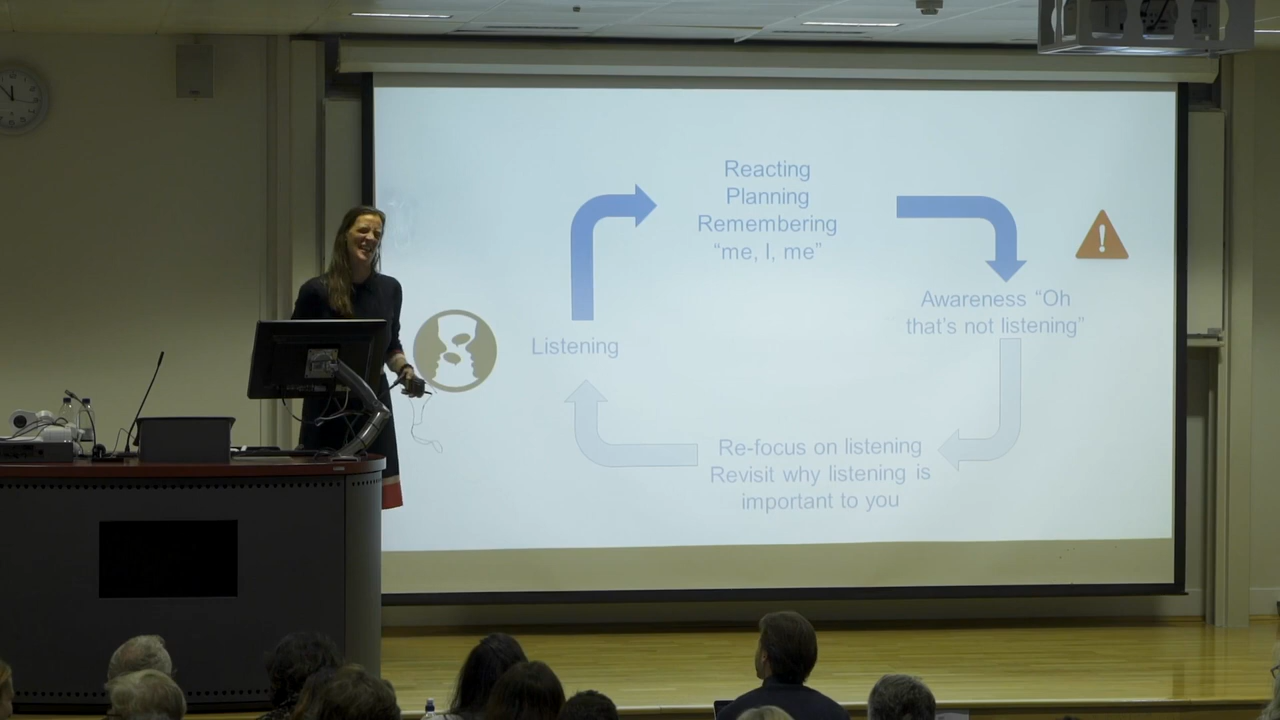 Reacting
Planning
Remembering
“me, I, me”
Awareness “Oh
that’s not listening”
Listening
Re-focus on listening
Revisit why listening is
important to you